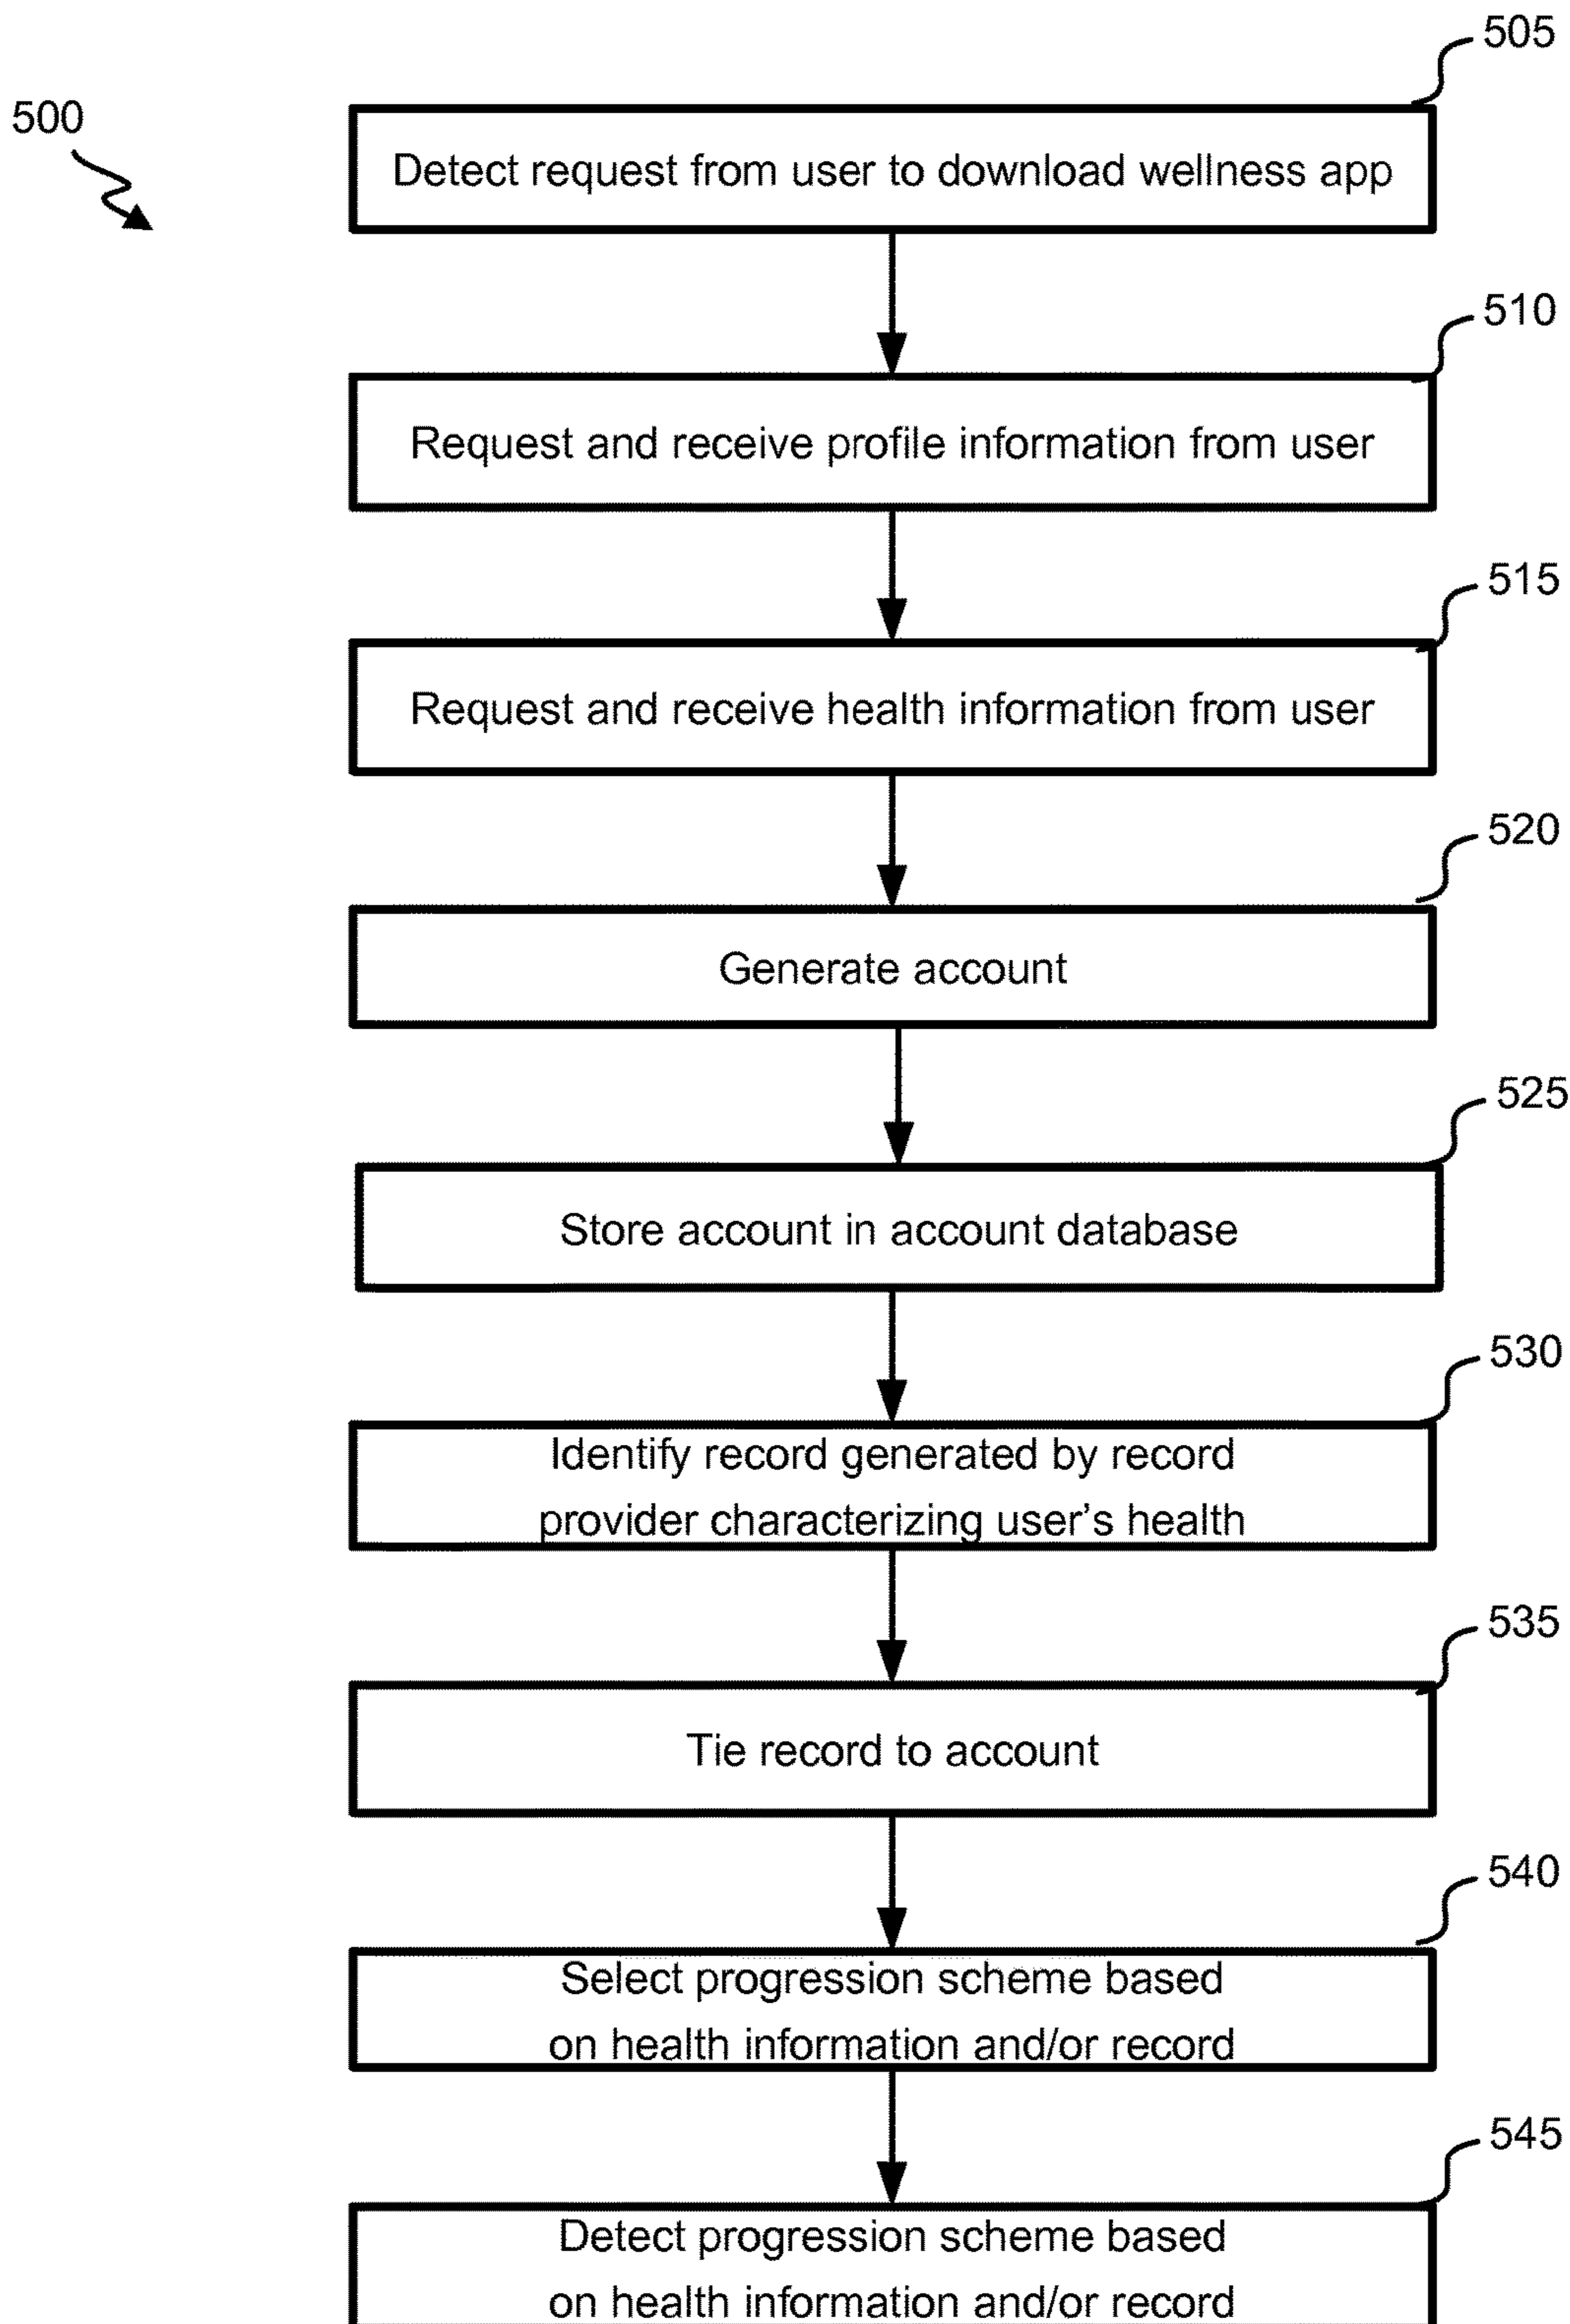 505
500
Detect request from user to download wellness app
510
Request and receive profile information from user
515
Request and receive health information from user
520
Generate account
525
Store account in account database
530
Identify record generated by record
provider characterizing user's health
535
Tie record to account
540
Select progression scheme based
on health information and/or record
545
Detect progression scheme based
on health information and/or record